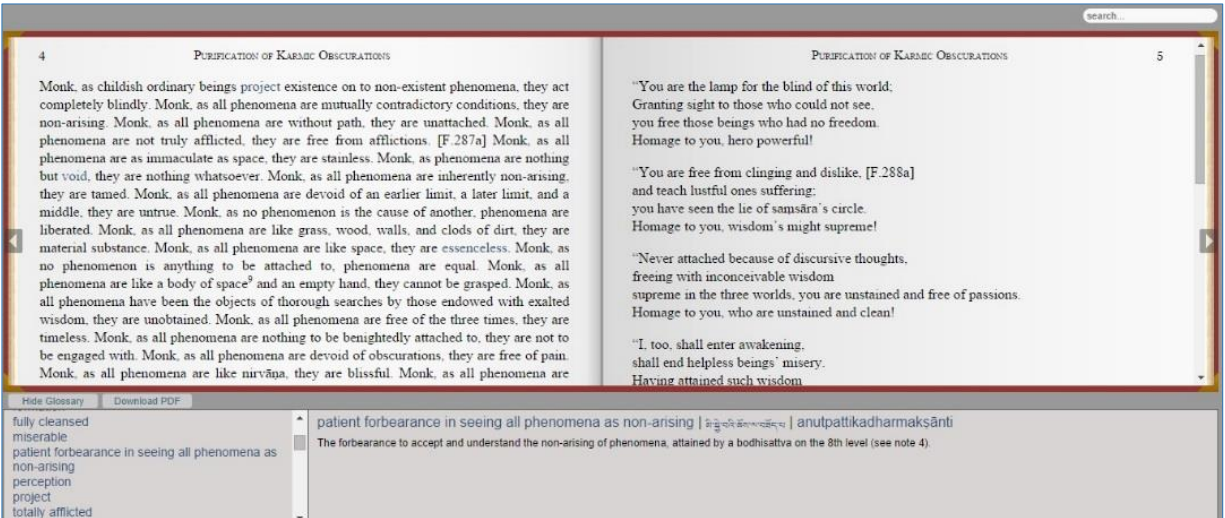 search...
4 PURIFICATION OF KARMIC OBSCURATIONS
Monk, as childish ordinary beings project existence on to non-existent phenomena, they act
completely blindly. Monk, as all phenomena are mutually contradictory conditions, they are
non-arising. Monk, as all phenomena are without path, they are unattached. Monk, as all
phenomena are not truly afflicted, they are free from afflictions. [F.287a] Monk, as all
phenomena are as immaculate as space, they are stainless. Monk, as phenomena are nothing
but void, they are nothing whatsoever. Monk, as all phenomena are inherently non-arising,
they are tamed. Monk, as all phenomena are devoid of an earlier limit, a later limit, and a
middle, they are untrue. Monk, as no phenomenon is the cause of another, phenomena are
liberated. Monk, as all phenomena are like grass, wood, walls, and clods of dirt, they are
material substance. Monk, as all phenomena are like space, they are essenceless. Monk, as
no phenomenon is anything to be attached to, phenomena are equal. Monk, as all
phenomena are like a body of space9 and an empty hand, they cannot be grasped. Monk, as
all phenomena have been the objects of thorough searches by those endowed with exalted
wisdom, they are unobtained. Monk, as all phenomena are free of the three times, they are
timeless. Monk, as all phenomena are nothing to be benightedly attached to, they are not to
be engaged with. Monk, as all phenomena are devoid of obscurations, they are free of pain.
Monk, as all phenomena are like nirvāṇa, they are blissful. Monk, as all phenomena are
PURIFICATION OF KARMIC OBSCURATIONS 5
“You are the lamp for the blind of this world;
Granting sight to those who could not see,
you free those beings who had no freedom.
Homage to you, hero powerful!
“You are free from clinging and dislike, [F.288a]
and teach lustful ones suffering;
you have seen the lie of saṃsāra’s circle.
Homage to you, wisdom’s might supreme!
“Never attached because of discursive thoughts,
freeing with inconceivable wisdom
supreme in the three worlds, you are unstained and free of passions.
Homage to you, who are unstained and clean!
“I, too, shall enter awakening,
shall end helpless beings’ misery.
Having attained such wisdom
Hide Glossary Download PDF
fully cleansed
miserable
patient forbearance in seeing all phenomena as
non-arising
perception
project
totally afflicted
patient forbearance in seeing all phenomena as non-arising | | anutpattikadharmakṣānti
The forbearance to accept and understand the non-arising of phenomena, attained by a bodhisattva on the 8th level (see note 4).